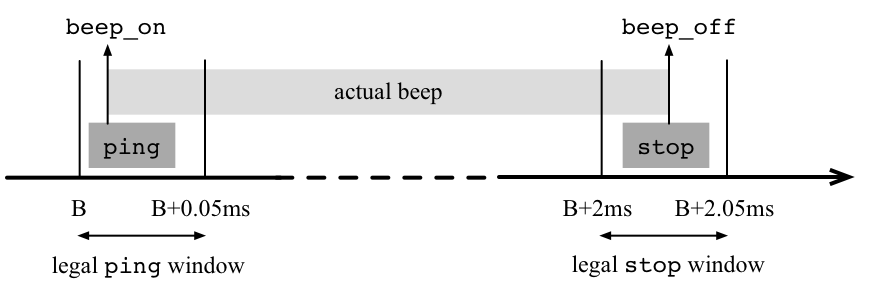 beep_on beep_off
actual beep
ping stop
B B+0.05ms B+2ms B+2.05ms
legal ping window legal stop window